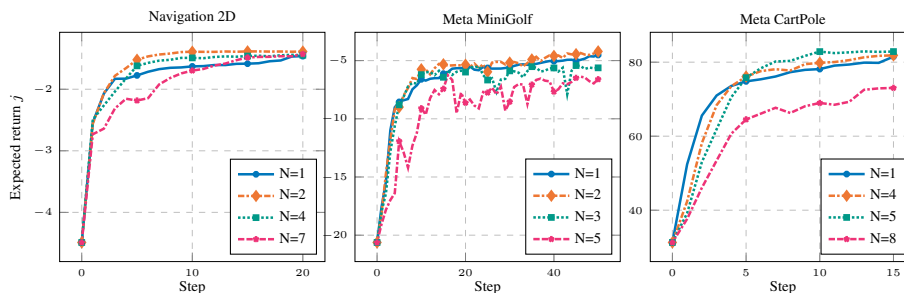 Navigation 2D
Expected return j
−2
−3
−4
0
10
20
Step
N=1
N=2
N=4
N=7
Meta MiniGolf
−5
−10
−15
−20
0
20
40
Step
N=1
N=2
N=3
N=5
Meta CartPole
80
60
40
0
5
10
15
Step
N=1
N=4
N=5
N=8